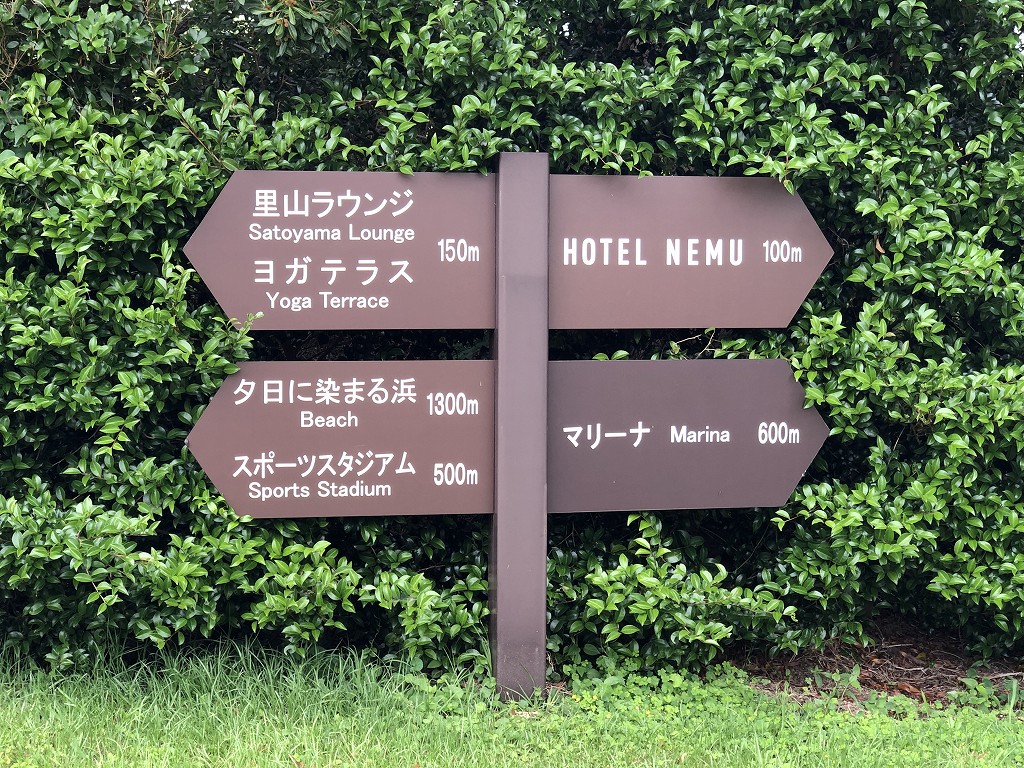 里山ラウンジ
Satoyama Lounge
ヨガテラス
Yoga Terrace
150m
HOTEL NEMU 100m
夕日に染まる浜
Beach
1300m
スポーツスタジアム
Sports Stadium
500m
マリーナ Marina 600m